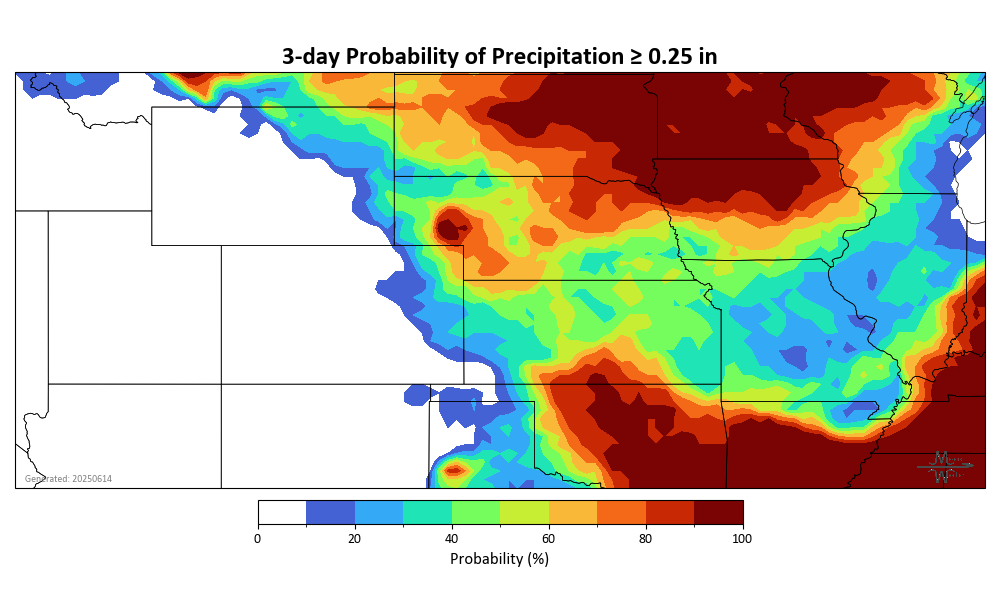 3-day Probability of Precipitation ≥ 0.25 in
Generated: 20250614
0 20 40 60 80 100
Probability (%)